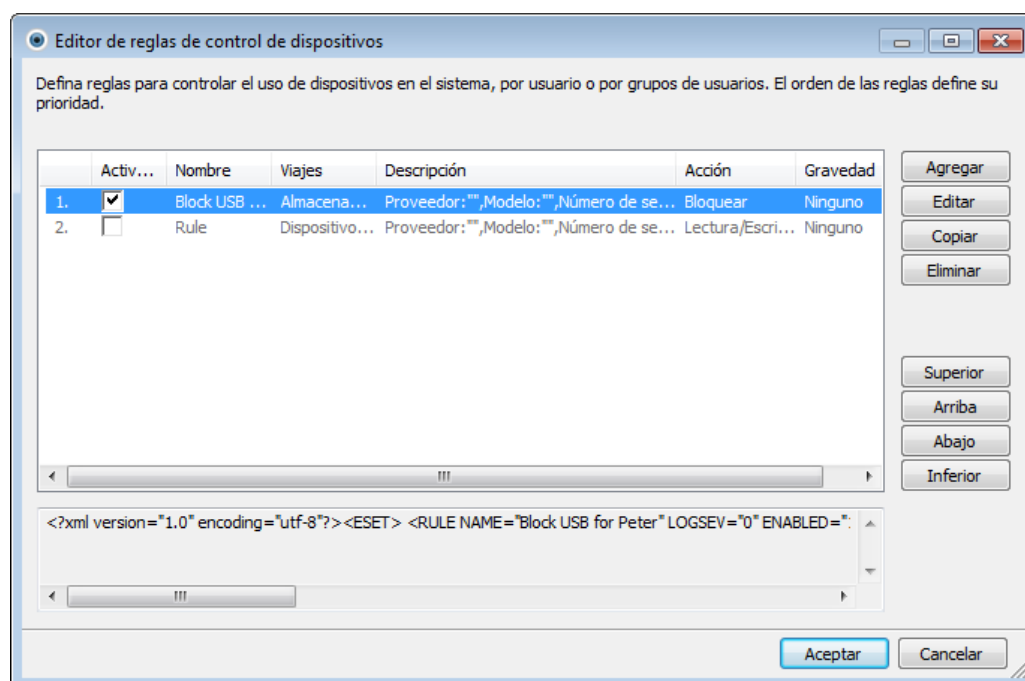 Editor de reglas de control de dispositivos
Defina reglas para controlar el uso de dispositivos en el sistema, por usuario o por grupos de usuarios. El orden de las reglas define su
prioridad.
Activ... Nombre Viajes Descripción Acción Gravedad
1. Block USB ... Almacena... Proveedor:"",Modelo:"",Número de se... Bloquear Ninguno
2. Rule Dispositivo... Proveedor:"",Modelo:"",Número de se... Lectura/Escri... Ninguno
Agregar
Editar
Copiar
Eliminar
Superior
Arriba
Abajo
Inferior
<?xml version="1.0" encoding="utf-8"?><ESET> <RULE NAME="Block USB for Peter" LOGSEV="0" ENABLED="
Aceptar Cancelar